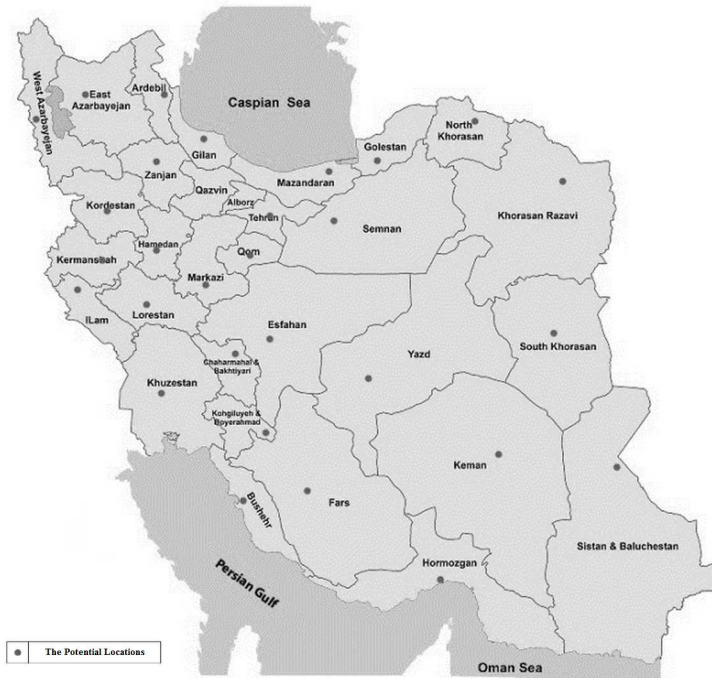 Caspian Sea
West Azarbayejan
East
Azarbayejan
Ardebil
Gilan
Zanjan
Qazvin
Alborz
Tehran
Mazandaran
Golestan
North
Khorasan
Khorasan Razavi
Semnan
Kordestan
Hamedan
Kermanshah
Qom
Markazi
ILam
Lorestan
Esfahan
Yazd
South Khorasan
Chaharmahal &
Bakhtiyari
Khuzestan
Kohgiluyeh &
Boyerahmad
Keman
Fars
Bushehr
Sistan & Baluchestan
Hormozgan
Persian Gulf
Oman Sea
The Potential Locations